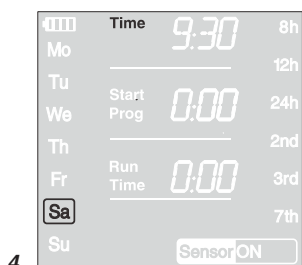 Time 9:30 8h
Mo
12h
Tu
Start Prog 0:00 24h
We
2nd
Th
Run Time 0:00 3rd
Fr
Sa 7th
Su
Sensor ON
4